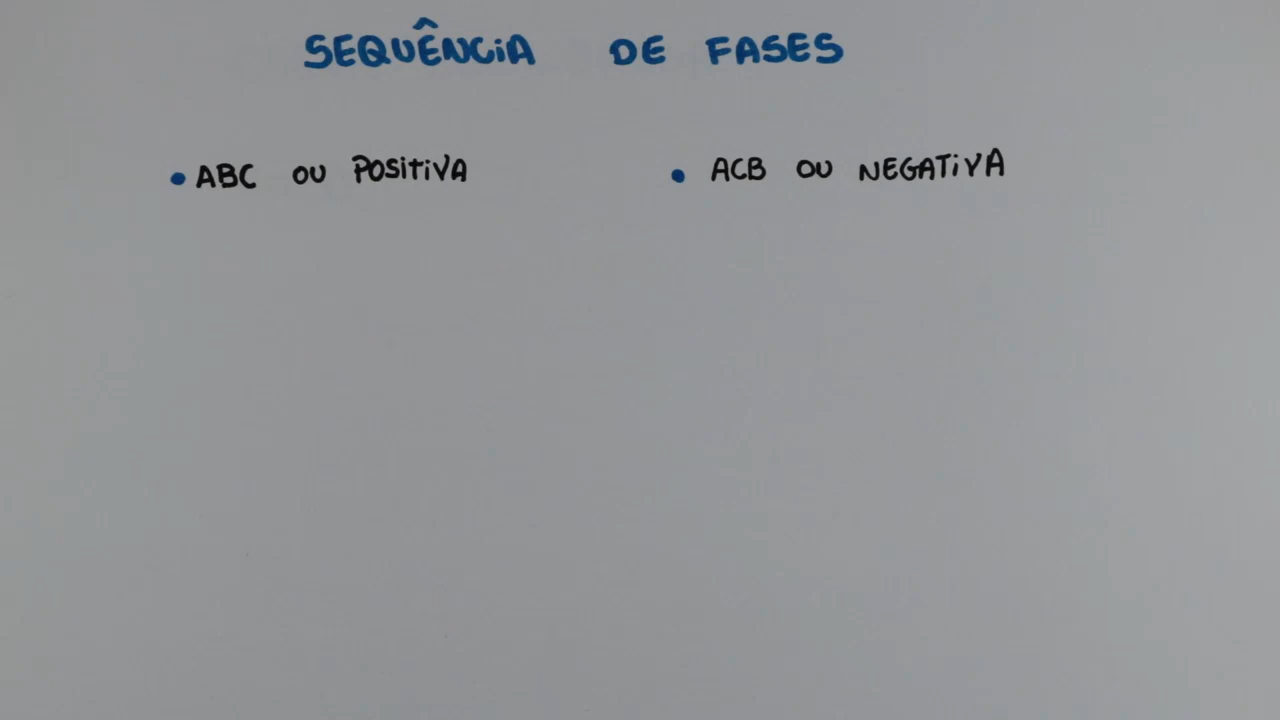 SEQUÊNCIA DE FASES
• ABC OU POSITIVA
• ACB OU NEGATIVA